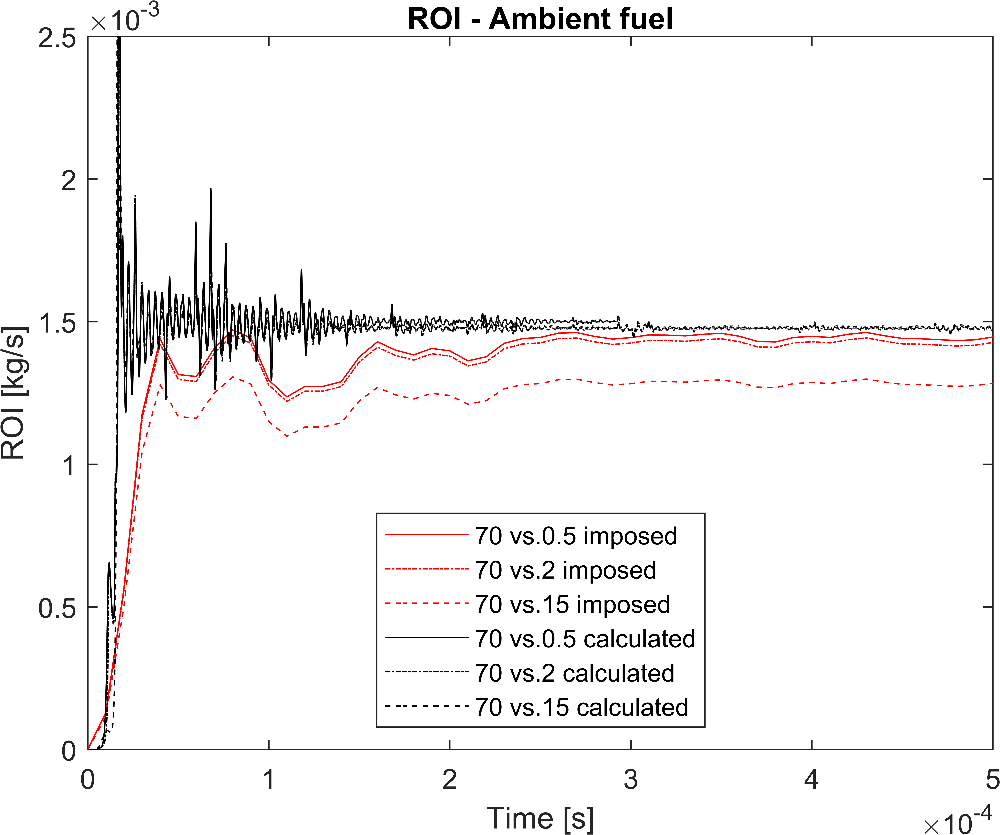 ROI - Ambient fuel
×10-3
2.5
2
1.5
1
0.5
0
ROI [kg/s]
70 vs.0.5 imposed
70 vs.2 imposed
70 vs.15 imposed
70 vs.0.5 calculated
70 vs.2 calculated
70 vs.15 calculated
0 1 2 3 4 5
Time [s]
×10-4